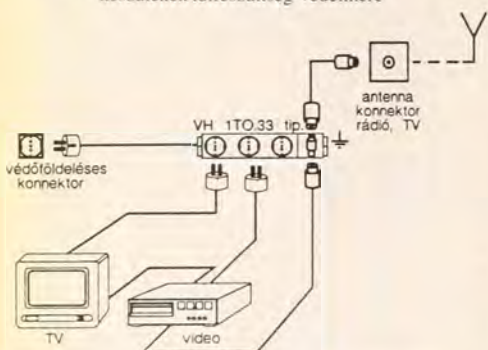 antenna
konnektor
rádió, TV
VH 1TO.33 tip.
védőföldeléses
konnektor
TV
video